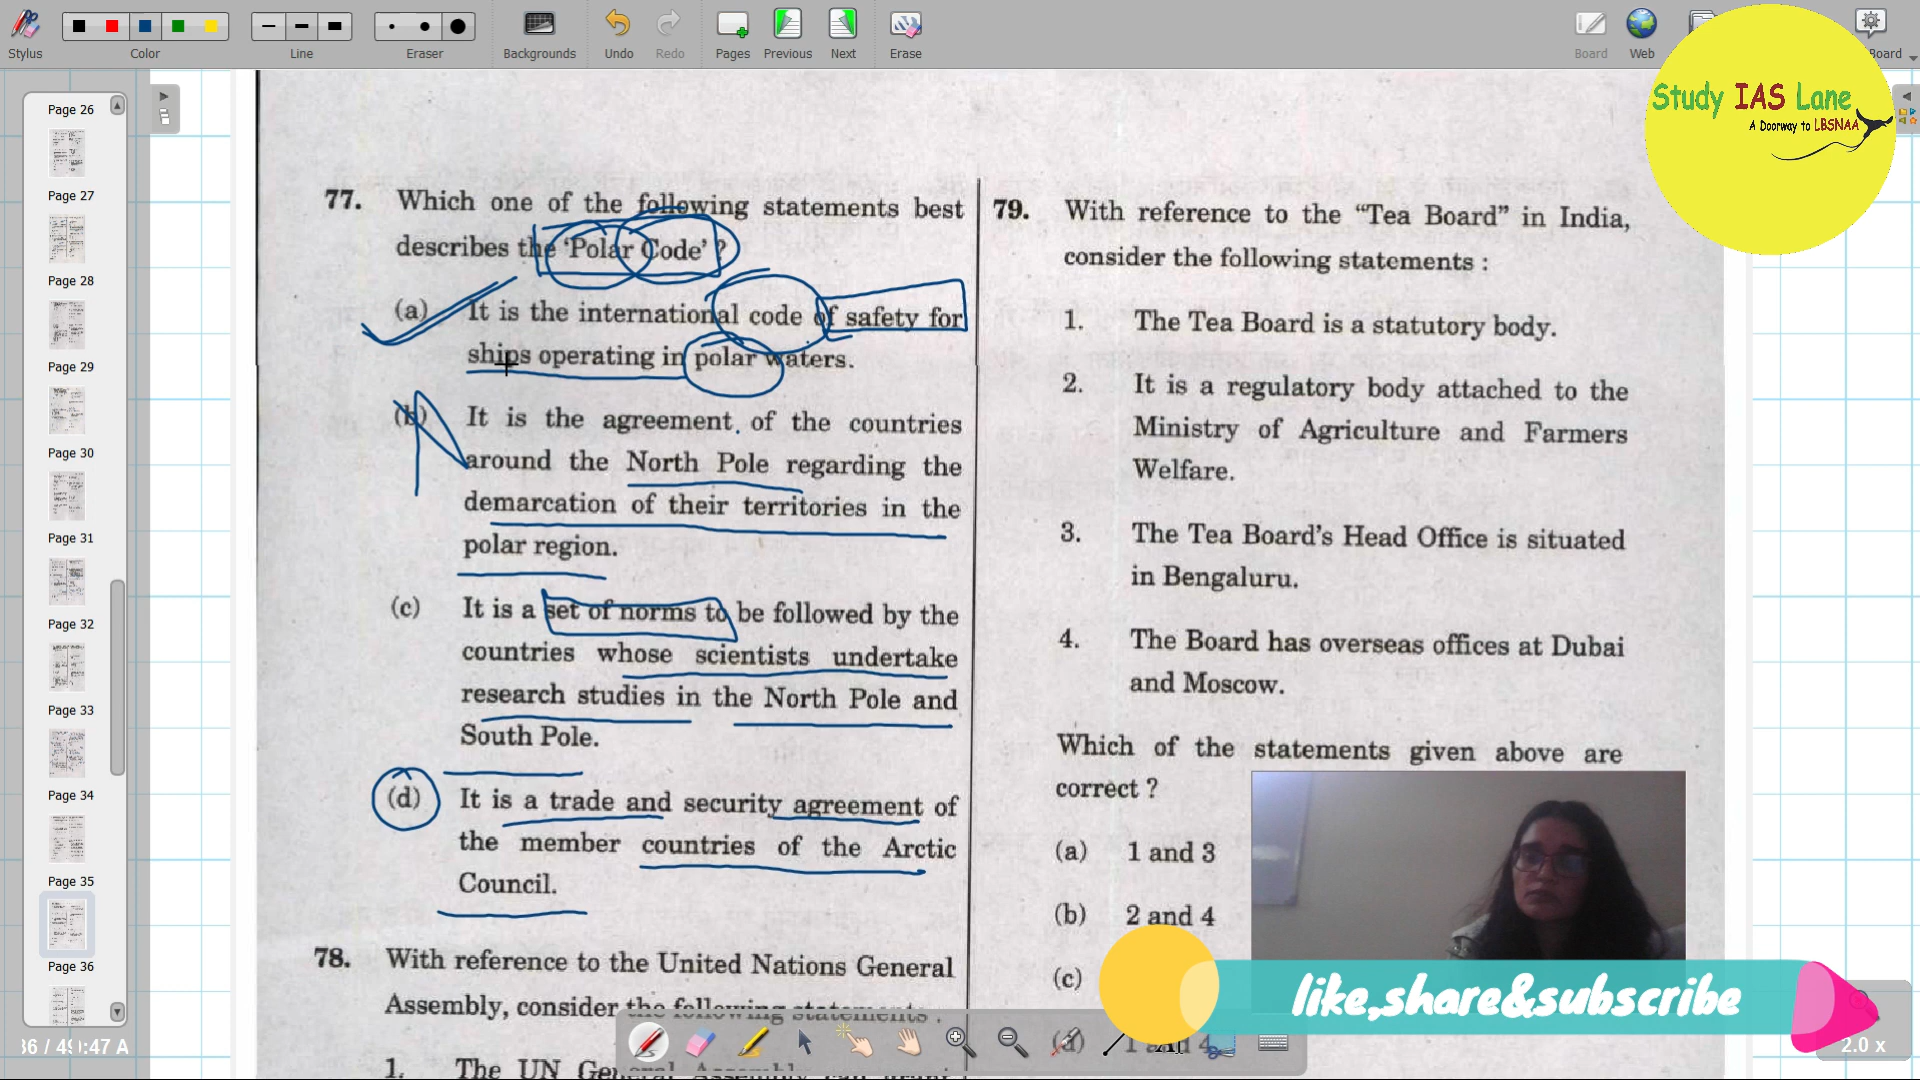 Stylus
Color
Line
Eraser
Backgrounds
Undo
Redo
Pages
Previous
Next
Erase
Board
Web
Board
Study IAS Lane
A Doorway to LBSNAA
Page 26
Page 27
Page 28
Page 29
Page 30
Page 31
Page 32
Page 33
Page 34
Page 35
Page 36
77. Which one of the following statements best
describes the ‘Polar Code’ ?
(a) It is the international code of safety for
ships operating in polar waters.
(b) It is the agreement of the countries
around the North Pole regarding the
demarcation of their territories in the
polar region.
(c) It is a set of norms to be followed by the
countries whose scientists undertake
research studies in the North Pole and
South Pole.
(d) It is a trade and security agreement of
the member countries of the Arctic
Council.
78. With reference to the United Nations General
Assembly, consider the following statements :
1. The UN General Assembly can grant
79. With reference to the “Tea Board” in India,
consider the following statements :
1. The Tea Board is a statutory body.
2. It is a regulatory body attached to the
Ministry of Agriculture and Farmers
Welfare.
3. The Tea Board’s Head Office is situated
in Bengaluru.
4. The Board has overseas offices at Dubai
and Moscow.
Which of the statements given above are
correct ?
(a) 1 and 3
(b) 2 and 4
(c)
(d) 1 and 4
like,share&subscribe
2.0 x